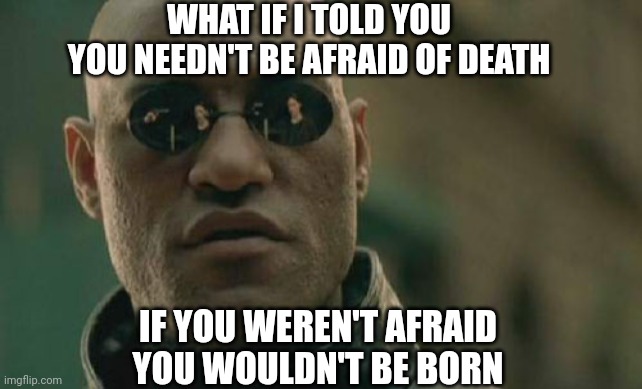 WHAT IF I TOLD YOU
YOU NEEDN'T BE AFRAID OF DEATH
IF YOU WEREN'T AFRAID
YOU WOULDN'T BE BORN
imgflip.com